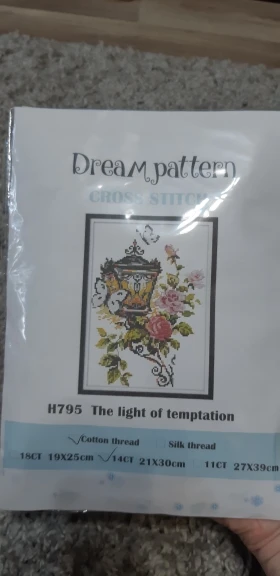 Dream pattern
CROSS STITCH
H795 The light of temptation
✓Cotton thread Silk thread
18CT 19X25cm ✓14CT 21X30cm 11CT 27X39cm